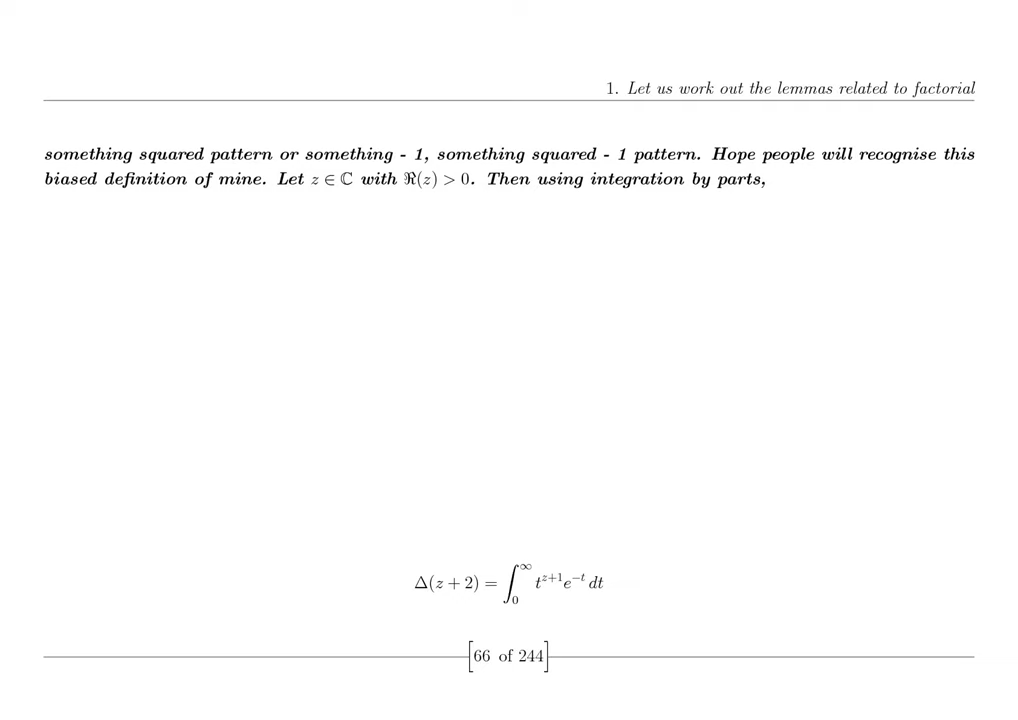 1. Let us work out the lemmas related to factorial
something squared pattern or something - 1, something squared - 1 pattern. Hope people will recognise this
biased definition of mine. Let z ∈ ℂ with ℜ(z) > 0. Then using integration by parts,
Δ(z + 2) = ∫₀^∞ t^{z+1} e^{−t} dt
[66 of 244]